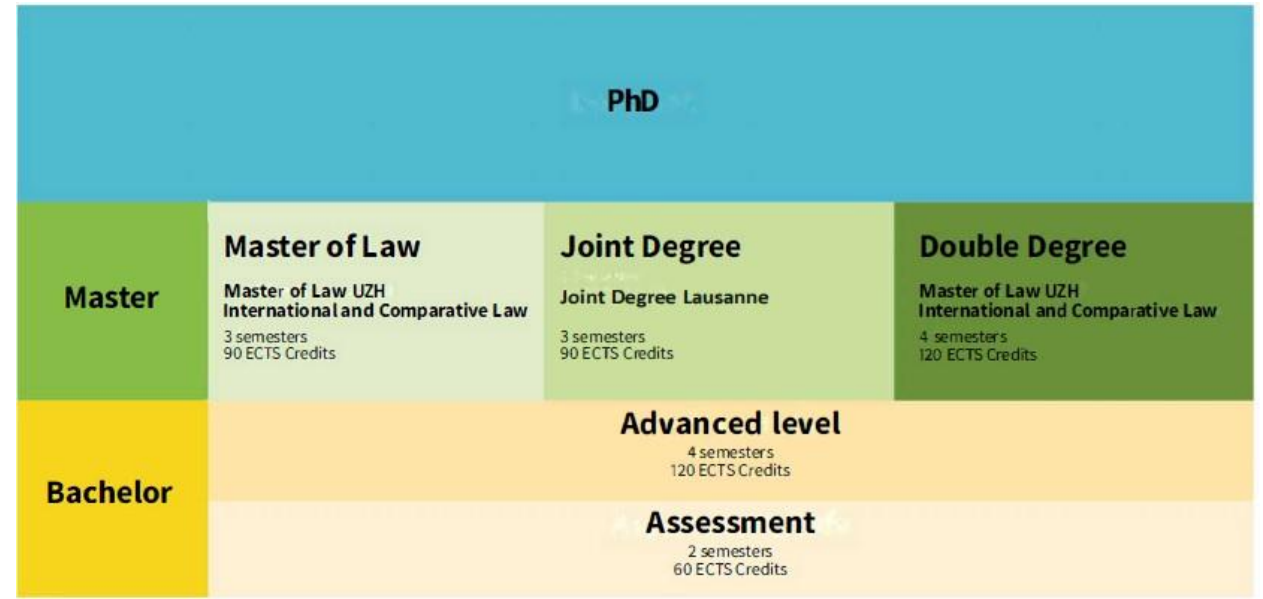 PhD
Master
Master of Law
Master of Law UZH
International and Comparative Law
3 semesters
90 ECTS Credits
Joint Degree
Joint Degree Lausanne
3 semesters
90 ECTS Credits
Double Degree
Master of Law UZH
International and Comparative Law
4 semesters
120 ECTS Credits
Bachelor
Advanced level
4 semesters
120 ECTS Credits
Assessment
2 semesters
60 ECTS Credits